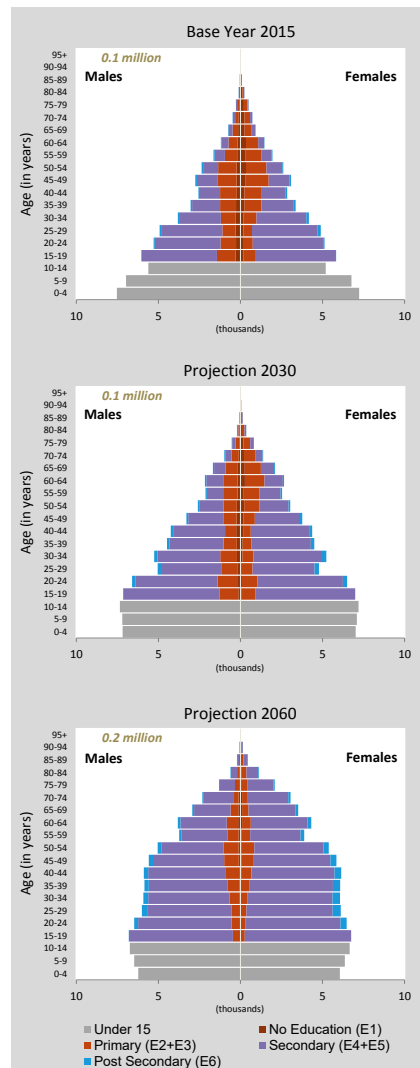 Base Year 2015
95+
0.1 million
90-94
Males
Females
85-89
80-84
75-79
70-74
65-69
60-64
55-59
50-54
45-49
40-44
35-39
30-34
25-29
20-24
15-19
10-14
5-9
0-4
Age (in years)
10 5 0 5 10
(thousands)
Projection 2030
95+
0.1 million
90-94
Males
Females
85-89
80-84
75-79
70-74
65-69
60-64
55-59
50-54
45-49
40-44
35-39
30-34
25-29
20-24
15-19
10-14
5-9
0-4
Age (in years)
10 5 0 5 10
(thousands)
Projection 2060
95+
0.2 million
90-94
Males
Females
85-89
80-84
75-79
70-74
65-69
60-64
55-59
50-54
45-49
40-44
35-39
30-34
25-29
20-24
15-19
10-14
5-9
0-4
Age (in years)
10 5 0 5 10
(thousands)
Under 15 No Education (E1)
Primary (E2+E3) Secondary (E4+E5)
Post Secondary (E6)